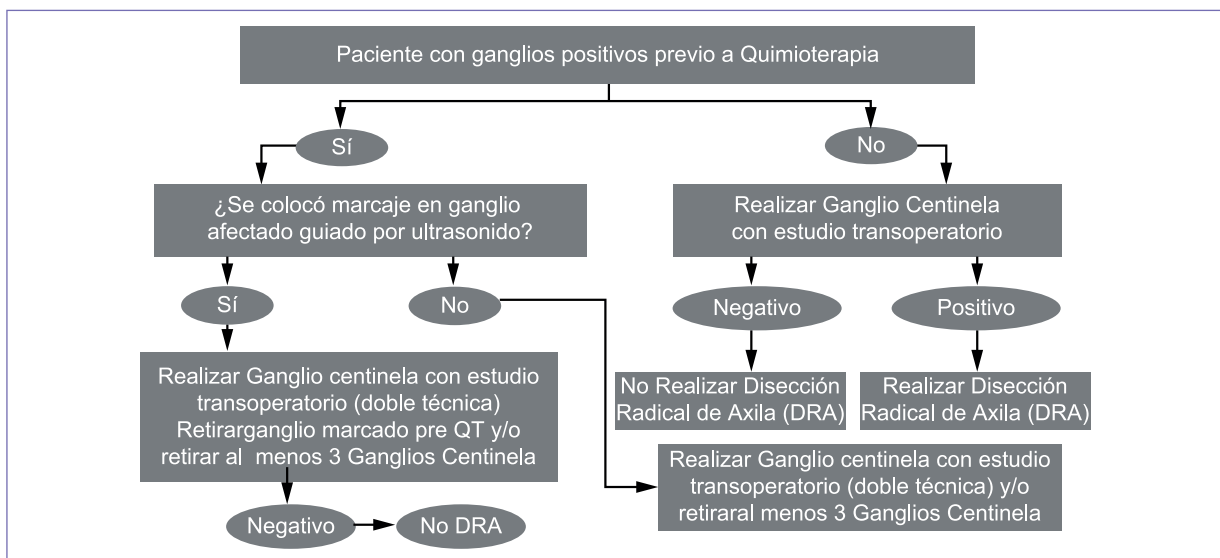 Paciente con ganglios positivos previo a Quimioterapia
Sí
No
¿Se colocó marcaje en ganglio
afectado guiado por ultrasonido?
Realizar Ganglio Centinela
con estudio transoperatorio
Sí
No
Negativo
Positivo
Realizar Ganglio centinela con estudio
transoperatorio (doble técnica)
Retirarganglio marcado pre QT y/o
retirar al menos 3 Ganglios Centinela
No Realizar Disección
Radical de Axila (DRA)
Realizar Disección
Radical de Axila (DRA)
Realizar Ganglio centinela con estudio
transoperatorio (doble técnica) y/o
retiraral menos 3 Ganglios Centinela
Negativo
No DRA